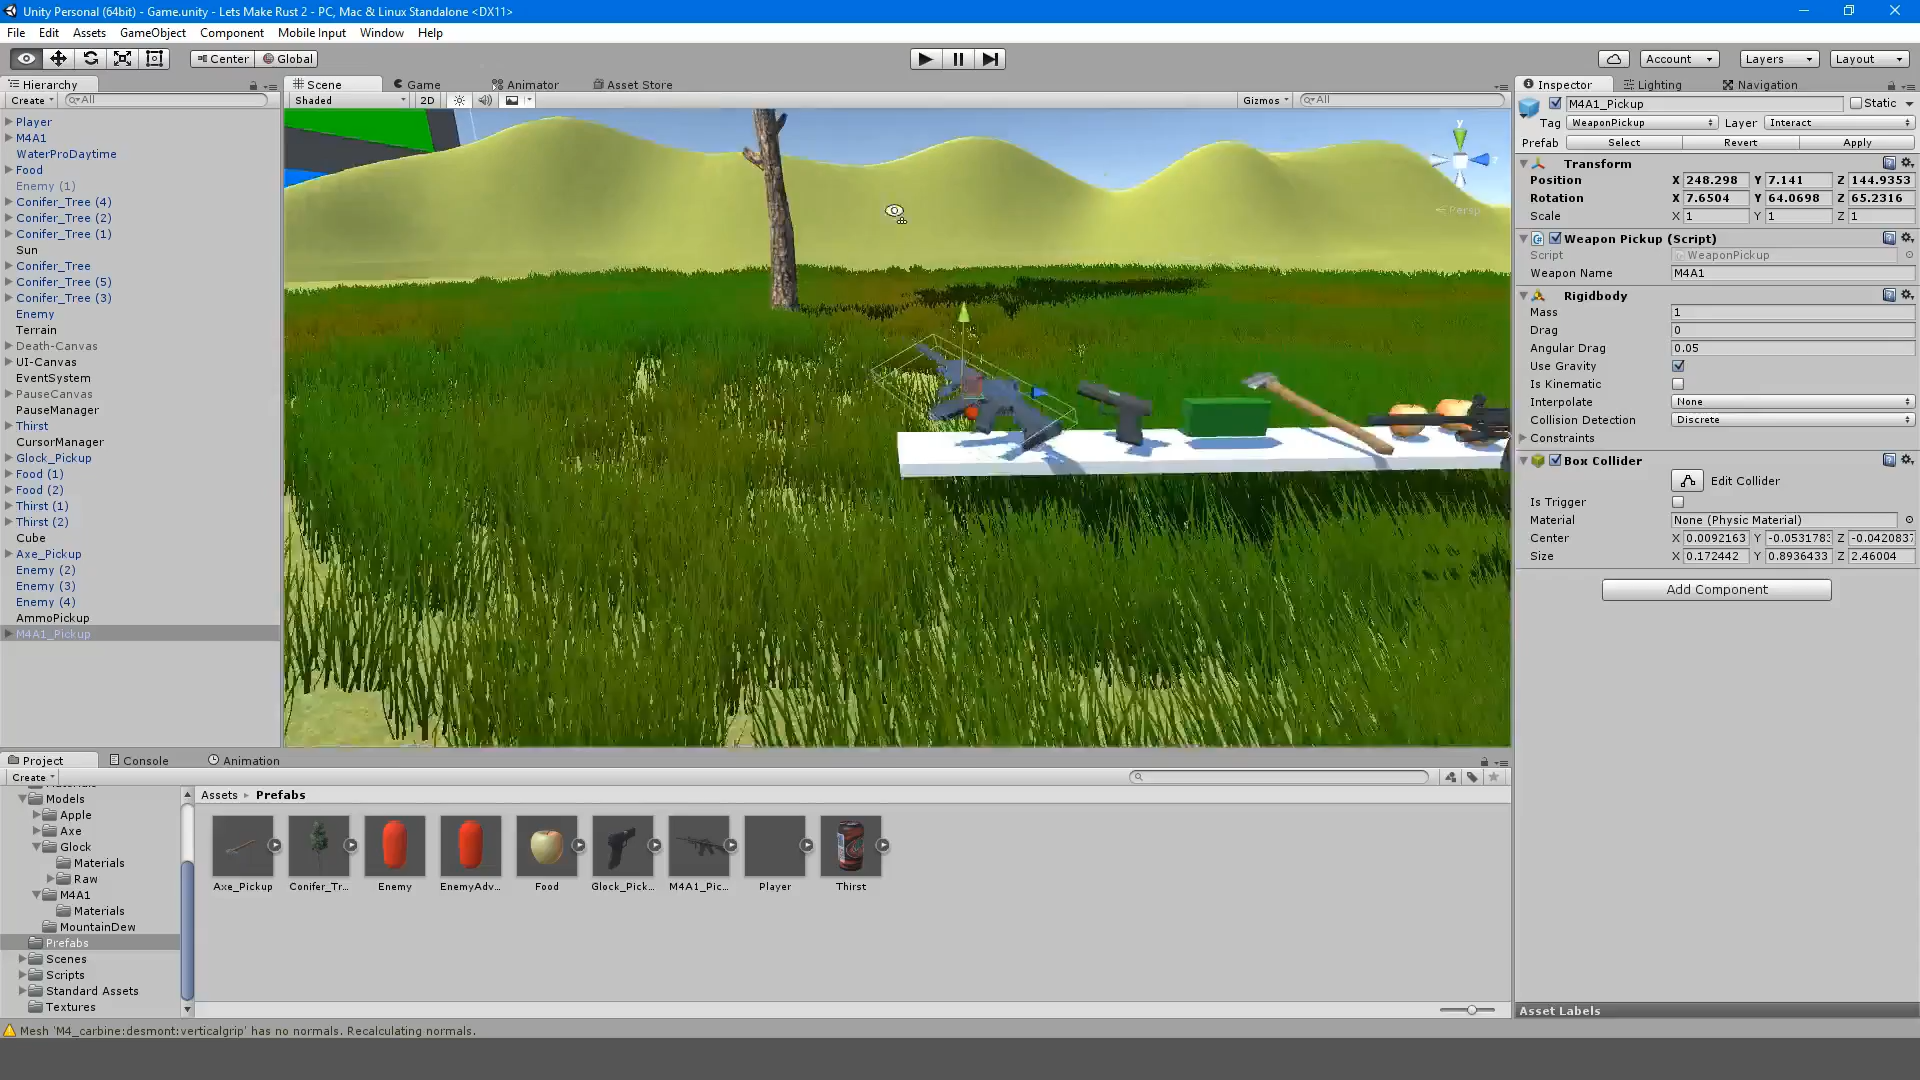 Unity Personal (64bit) - Game.unity - Lets Make Rust 2 - PC, Mac & Linux Standalone <DX11>
File Edit Assets GameObject Component Mobile Input Window Help
Center Global Account Layers Layout
Hierarchy Scene Game Animator Asset Store Inspector Lighting Navigation
Create All Shaded 2D Gizmos All
M4A1_Pickup Static
Tag WeaponPickup Layer Interact
Prefab Select Revert Apply
Player
M4A1
WaterProDaytime
Food
Enemy (1)
Conifer_Tree (4)
Conifer_Tree (2)
Conifer_Tree (1)
Sun
Conifer_Tree
Conifer_Tree (5)
Conifer_Tree (3)
Enemy
Terrain
Death-Canvas
UI-Canvas
EventSystem
PauseCanvas
PauseManager
Thirst
CursorManager
Glock_Pickup
Food (1)
Food (2)
Thirst (1)
Thirst (2)
Cube
Axe_Pickup
Enemy (2)
Enemy (3)
Enemy (4)
AmmoPickup
M4A1_Pickup
y
Persp
Transform
Position X 248.298 Y 7.141 Z 144.9353
Rotation X 7.6504 Y 64.0698 Z 65.2316
Scale X 1 Y 1 Z 1
Weapon Pickup (Script)
Script WeaponPickup
Weapon Name M4A1
Rigidbody
Mass 1
Drag 0
Angular Drag 0.05
Use Gravity
Is Kinematic
Interpolate None
Collision Detection Discrete
Constraints
Box Collider
Edit Collider
Is Trigger
Material None (Physic Material)
Center X 0.0092163 Y -0.0531783 Z -0.0420837
Size X 0.172442 Y 0.8936433 Z 2.46004
Add Component
Asset Labels
Project Console Animation
Create
Models
Apple
Axe
Glock
Materials
Raw
M4A1
Materials
MountainDew
Prefabs
Scenes
Scripts
Standard Assets
Textures
Assets Prefabs
Axe_Pickup Conifer_Tr... Enemy EnemyAdv... Food Glock_Pick... M4A1_Pic... Player Thirst
Mesh 'M4_carbine:desmont:verticalgrip' has no normals. Recalculating normals.